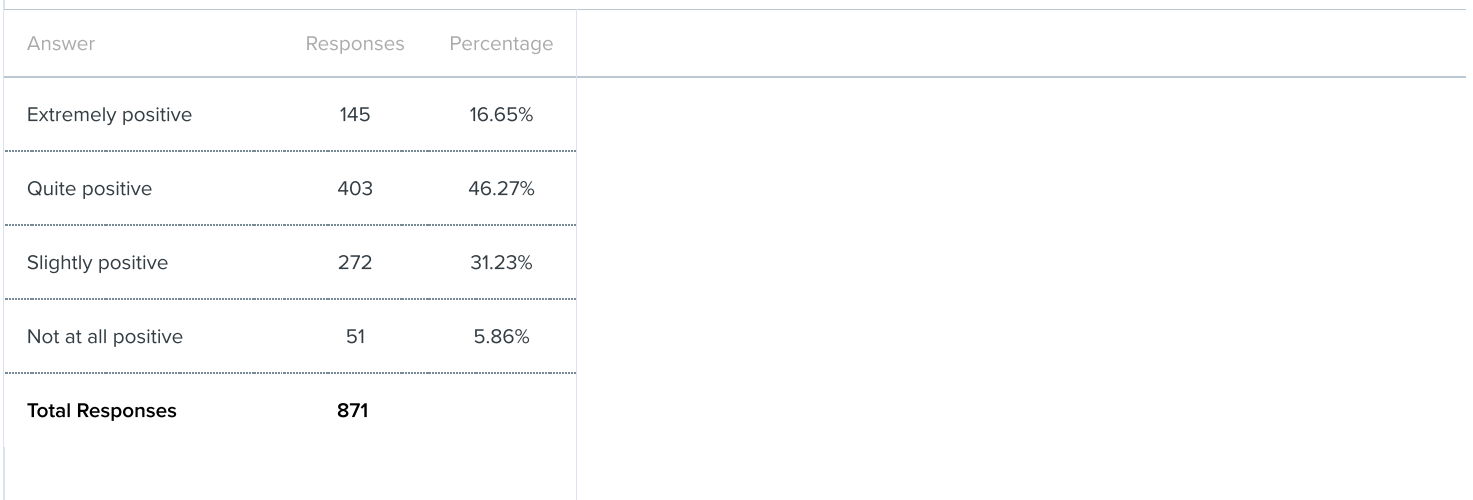 Answer Responses Percentage
Extremely positive 145 16.65%
Quite positive 403 46.27%
Slightly positive 272 31.23%
Not at all positive 51 5.86%
Total Responses 871